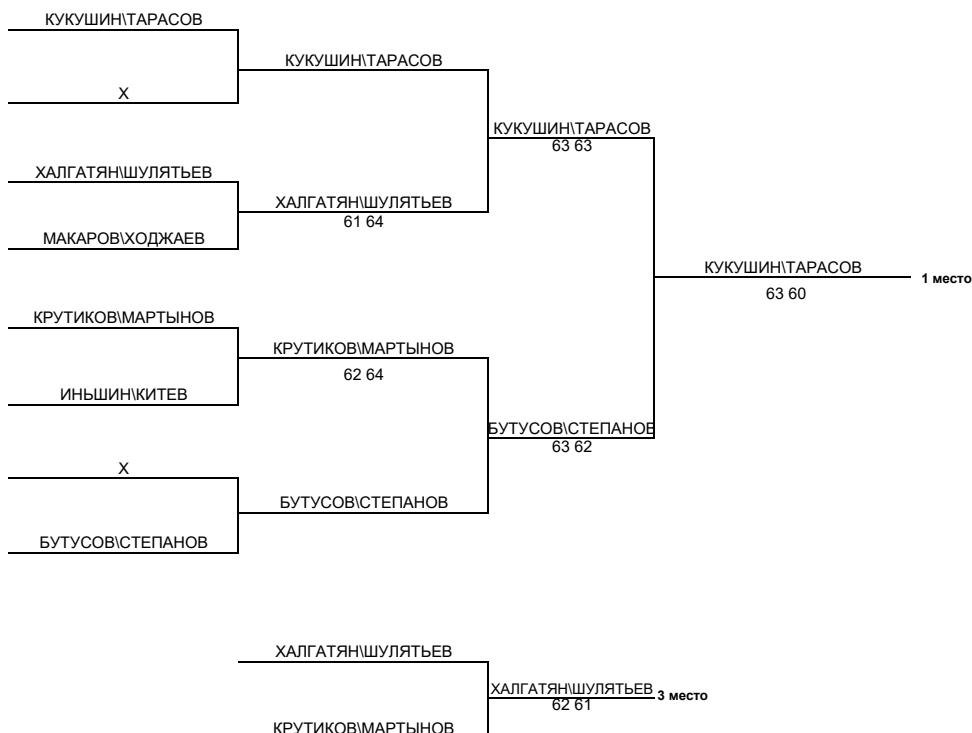 КУКУШИН\ТАРАСОВ
КУКУШИН\ТАРАСОВ
X
КУКУШИН\ТАРАСОВ
63 63
ХАЛГАТЯН\ШУЛЯТЬЕВ
ХАЛГАТЯН\ШУЛЯТЬЕВ
61 64
МАКАРОВ\ХОДЖАЕВ
КУКУШИН\ТАРАСОВ
1 место
63 60
КРУТИКОВ\МАРТЫНОВ
КРУТИКОВ\МАРТЫНОВ
62 64
ИНЬШИН\КИТЕВ
БУТУСОВ\СТЕПАНОВ
63 62
X
БУТУСОВ\СТЕПАНОВ
БУТУСОВ\СТЕПАНОВ
ХАЛГАТЯН\ШУЛЯТЬЕВ
ХАЛГАТЯН\ШУЛЯТЬЕВ 3 место
62 61
КРУТИКОВ\МАРТЫНОВ